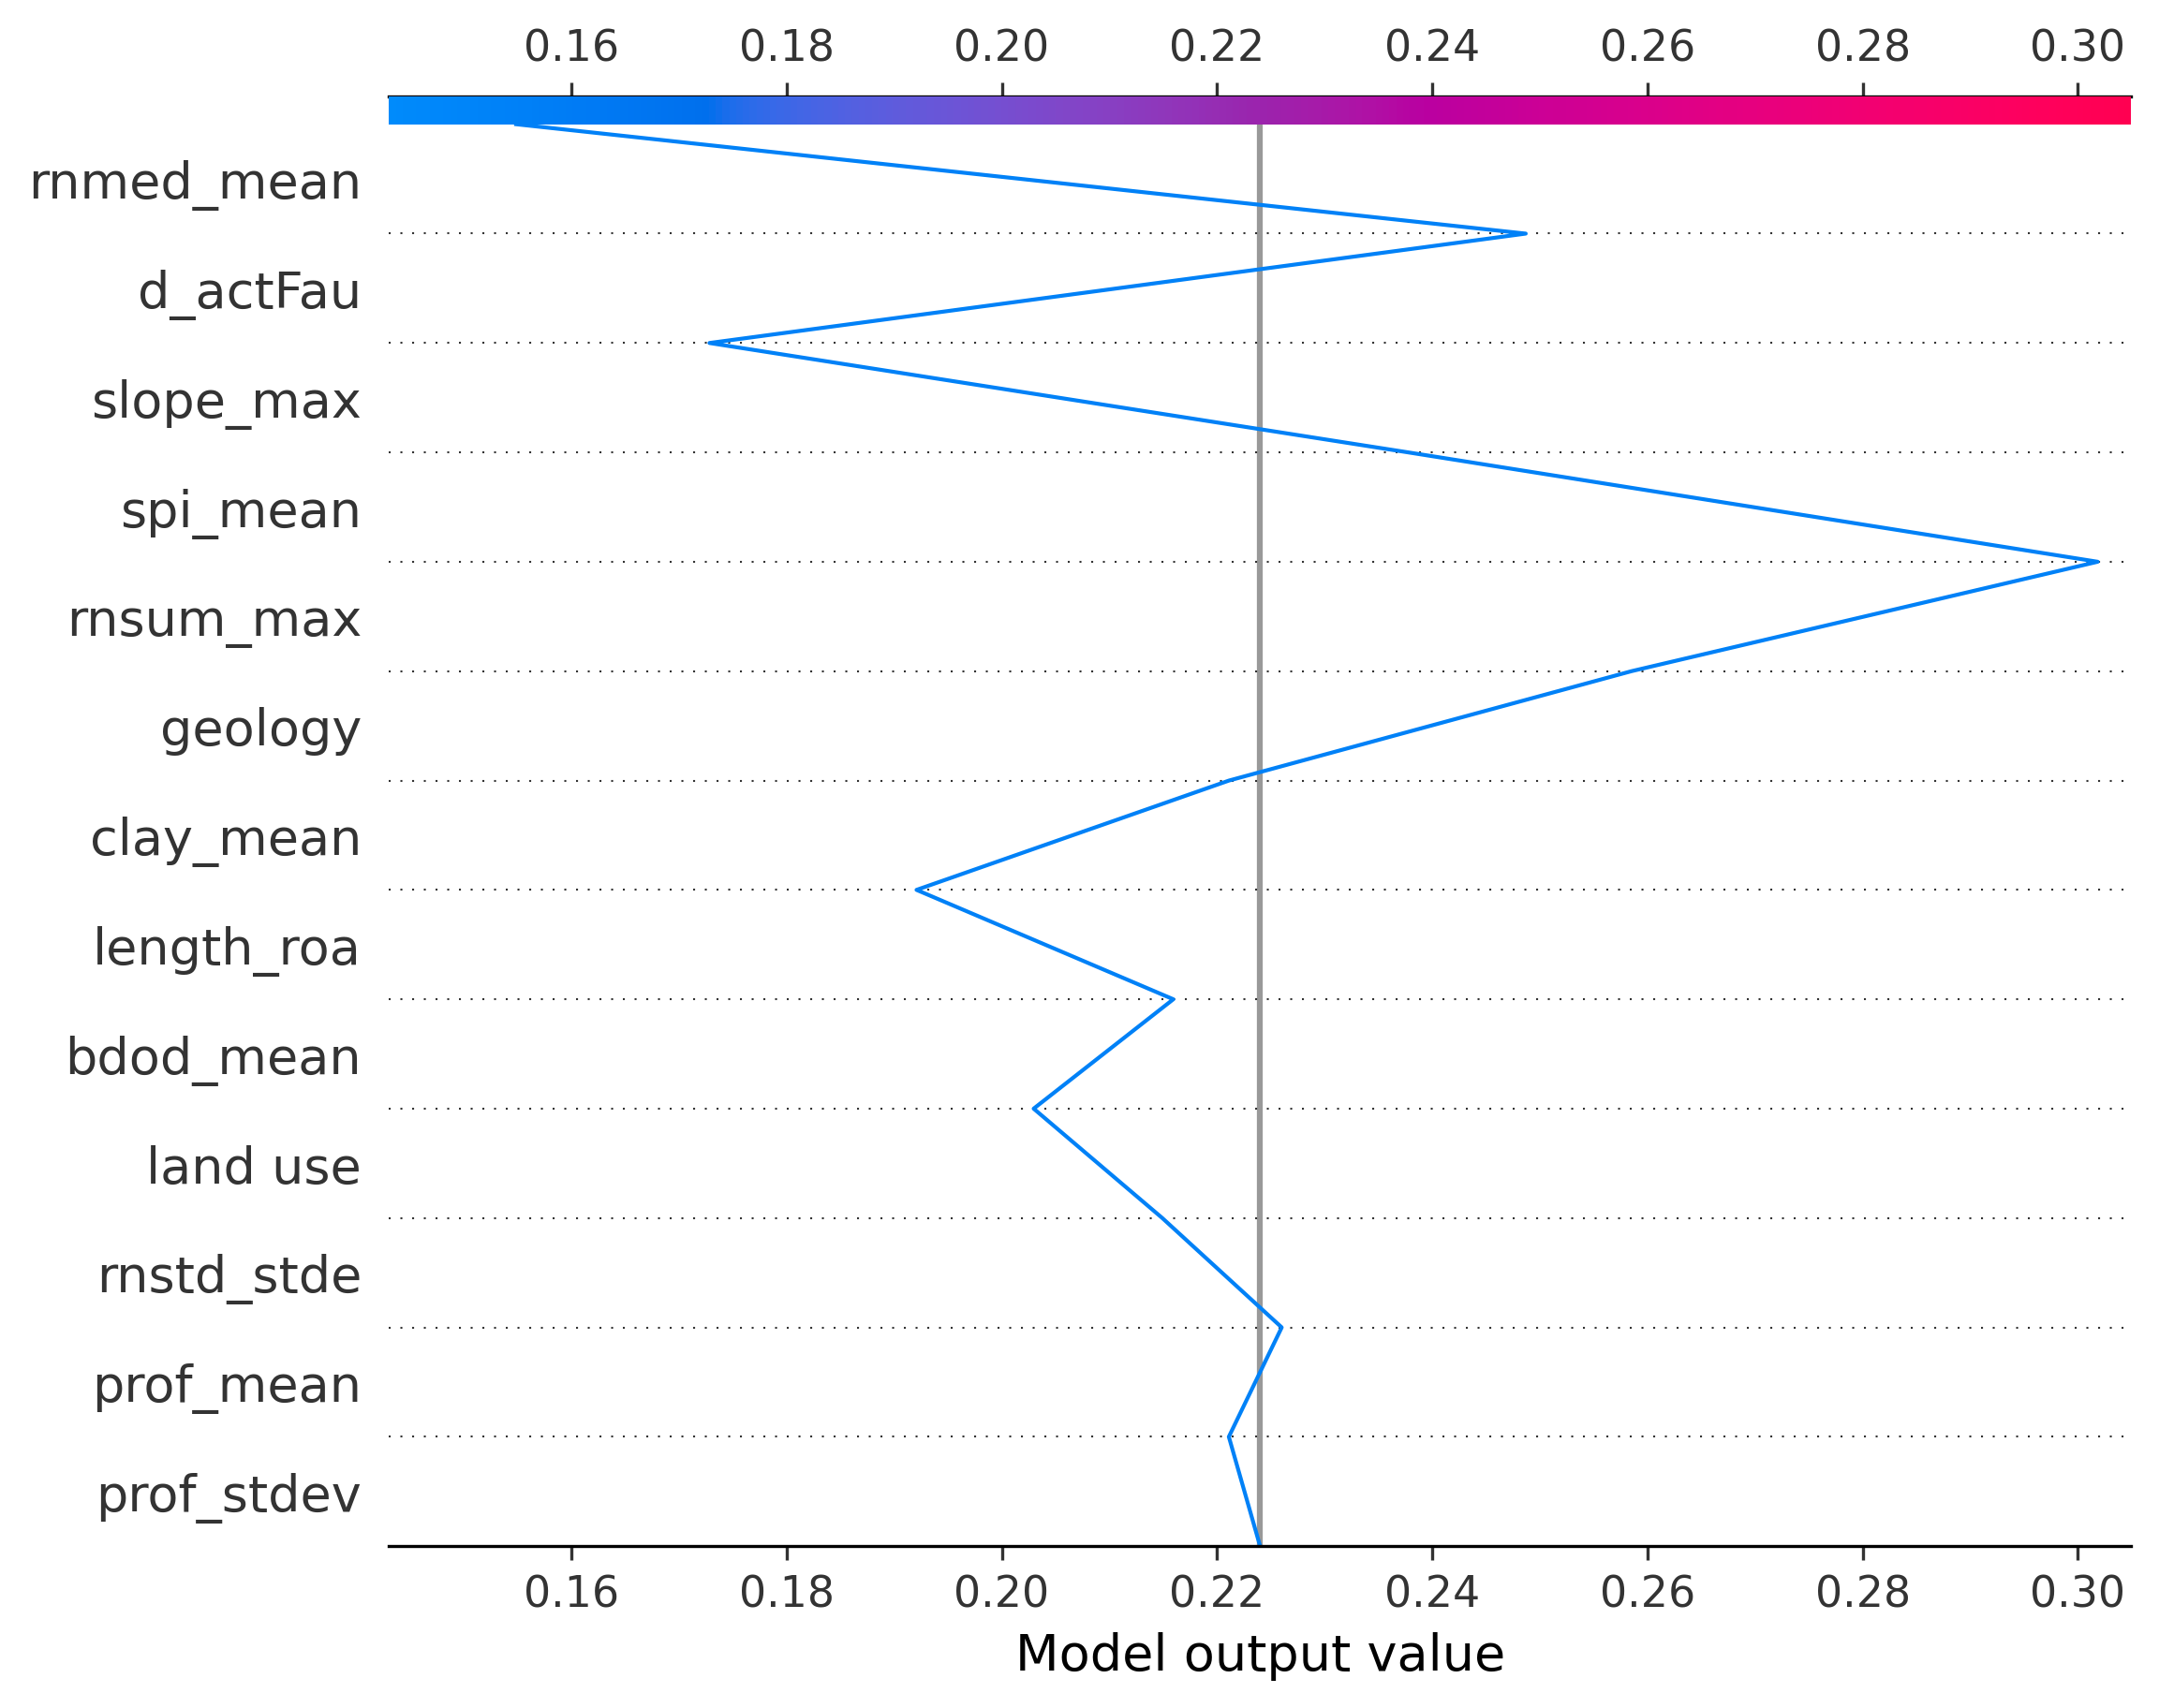 0.16 0.18 0.20 0.22 0.24 0.26 0.28 0.30
rnmed_mean
d_actFau
slope_max
spi_mean
rnsum_max
geology
clay_mean
length_roa
bdod_mean
land use
rnstd_stde
prof_mean
prof_stdev
0.16 0.18 0.20 0.22 0.24 0.26 0.28 0.30
Model output value